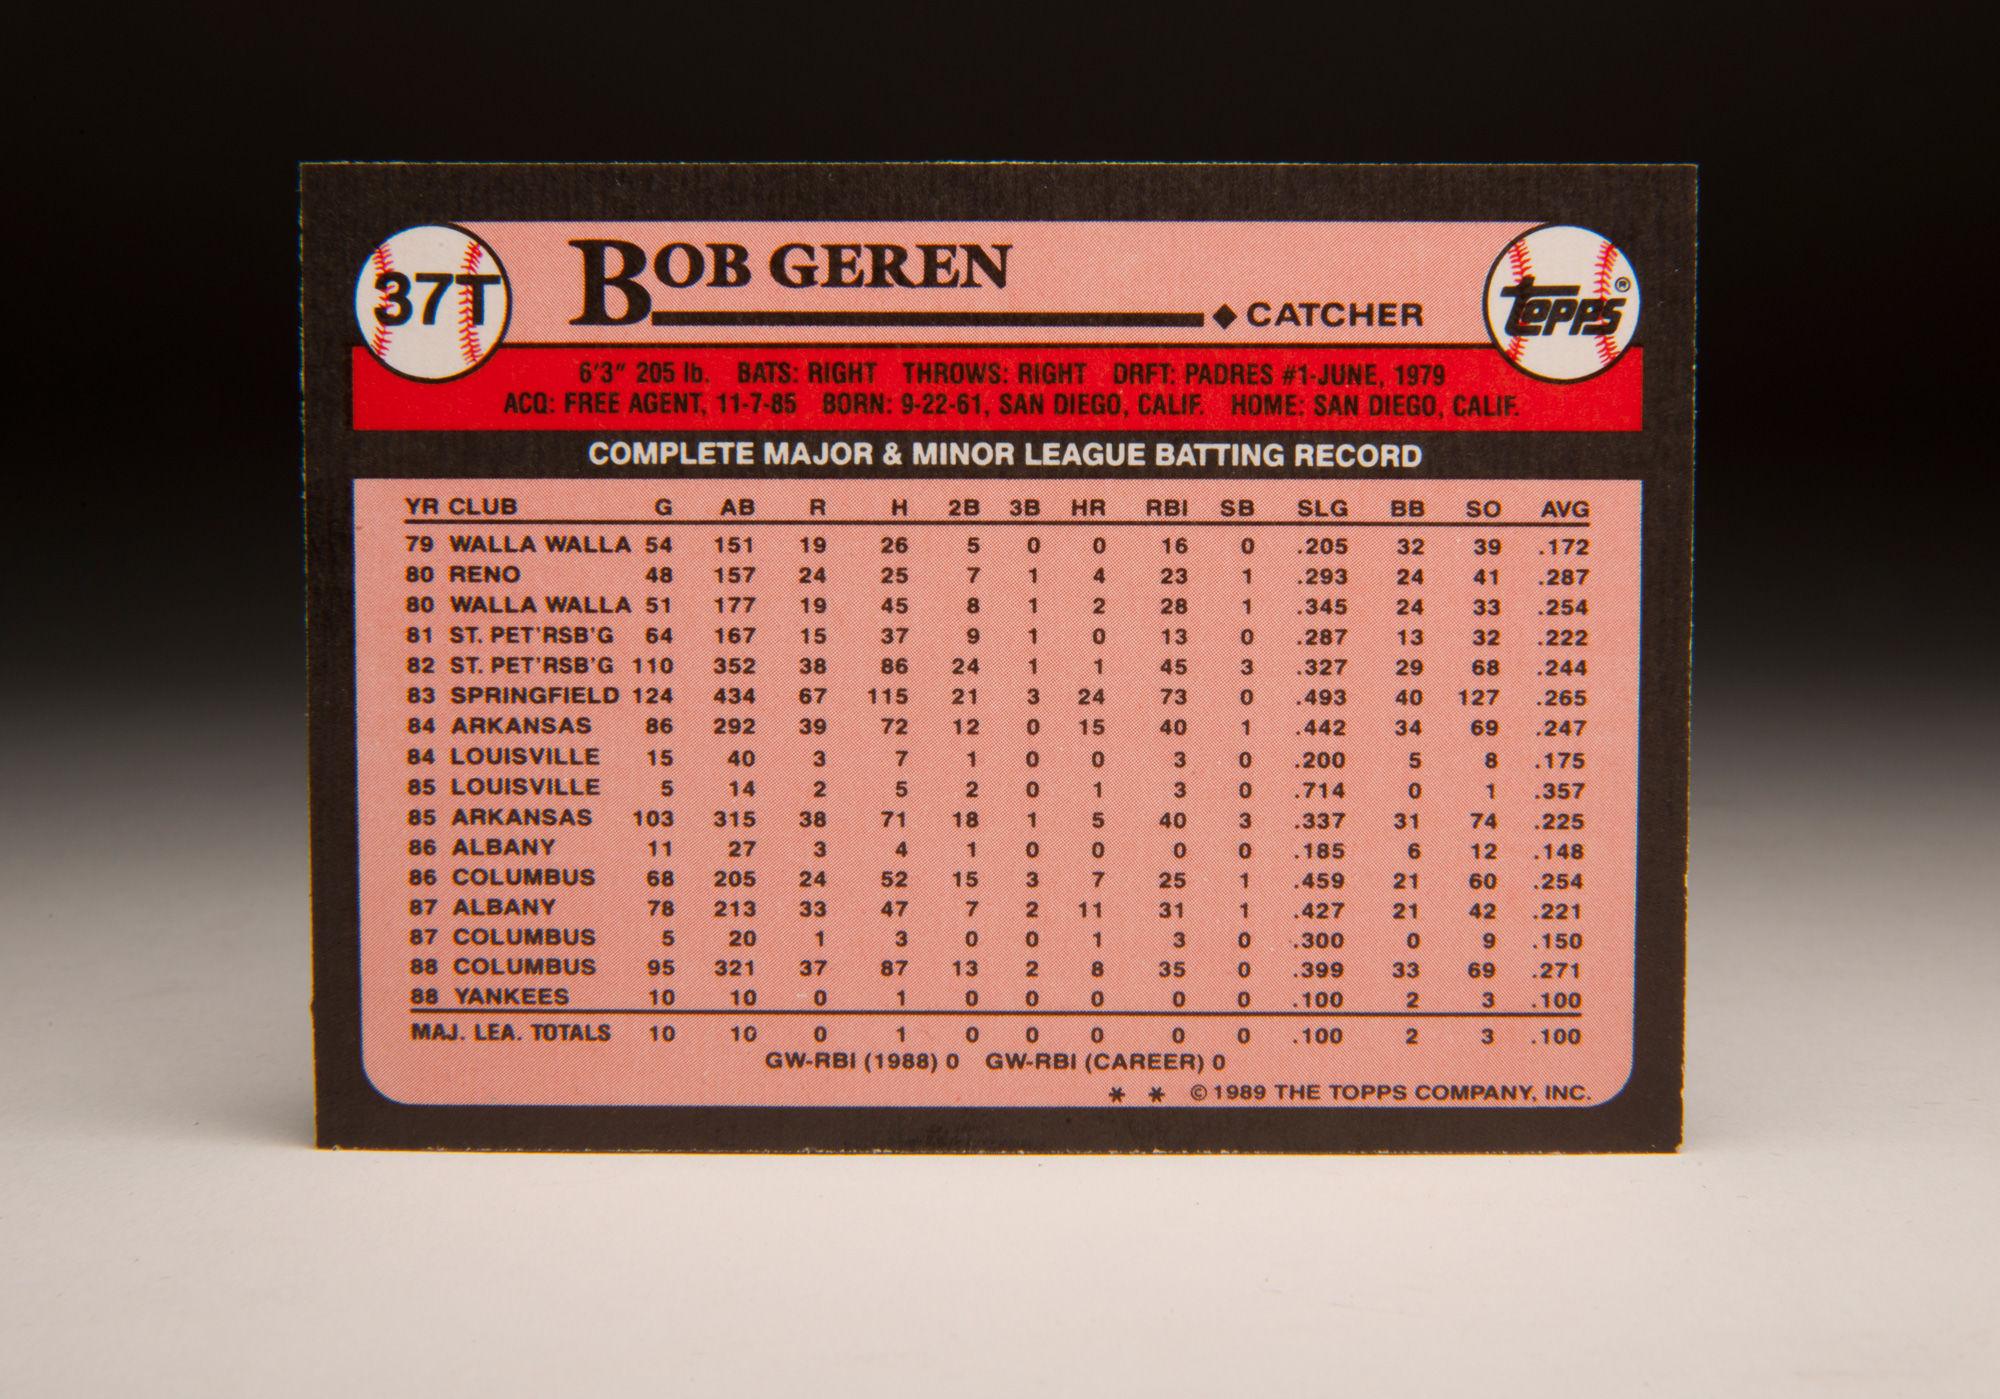 37T
BOB GEREN
◆ CATCHER
TOPPS®
6'3" 205 lb. BATS: RIGHT THROWS: RIGHT DRFT: PADRES #1-JUNE, 1979
ACQ: FREE AGENT, 11-7-85 BORN: 9-22-61, SAN DIEGO, CALIF. HOME: SAN DIEGO, CALIF.
COMPLETE MAJOR & MINOR LEAGUE BATTING RECORD
YR CLUB G AB R H 2B 3B HR RBI SB SLG BB SO AVG
79 WALLA WALLA 54 151 19 26 5 0 0 16 0 .205 32 39 .172
80 RENO 48 157 24 25 7 1 4 23 1 .293 24 41 .287
80 WALLA WALLA 51 177 19 45 8 1 2 28 1 .345 24 33 .254
81 ST. PET'RSB'G 64 167 15 37 9 1 0 13 0 .287 13 32 .222
82 ST. PET'RSB'G 110 352 38 86 24 1 1 45 3 .327 29 68 .244
83 SPRINGFIELD 124 434 67 115 21 3 24 73 0 .493 40 127 .265
84 ARKANSAS 86 292 39 72 12 0 15 40 1 .442 34 69 .247
84 LOUISVILLE 15 40 3 7 1 0 0 3 0 .200 5 8 .175
85 LOUISVILLE 5 14 2 5 2 0 1 3 0 .714 0 1 .357
85 ARKANSAS 103 315 38 71 18 1 5 40 3 .337 31 74 .225
86 ALBANY 11 27 3 4 1 0 0 0 0 .185 6 12 .148
86 COLUMBUS 68 205 24 52 15 3 7 25 1 .459 21 60 .254
87 ALBANY 78 213 33 47 7 2 11 31 1 .427 21 42 .221
87 COLUMBUS 5 20 1 3 0 0 1 3 0 .300 0 9 .150
88 COLUMBUS 95 321 37 87 13 2 8 35 0 .399 33 69 .271
88 YANKEES 10 10 0 1 0 0 0 0 0 .100 2 3 .100
MAJ. LEA. TOTALS 10 10 0 1 0 0 0 0 0 .100 2 3 .100
GW-RBI (1988) 0 GW-RBI (CAREER) 0
* * © 1989 THE TOPPS COMPANY, INC.